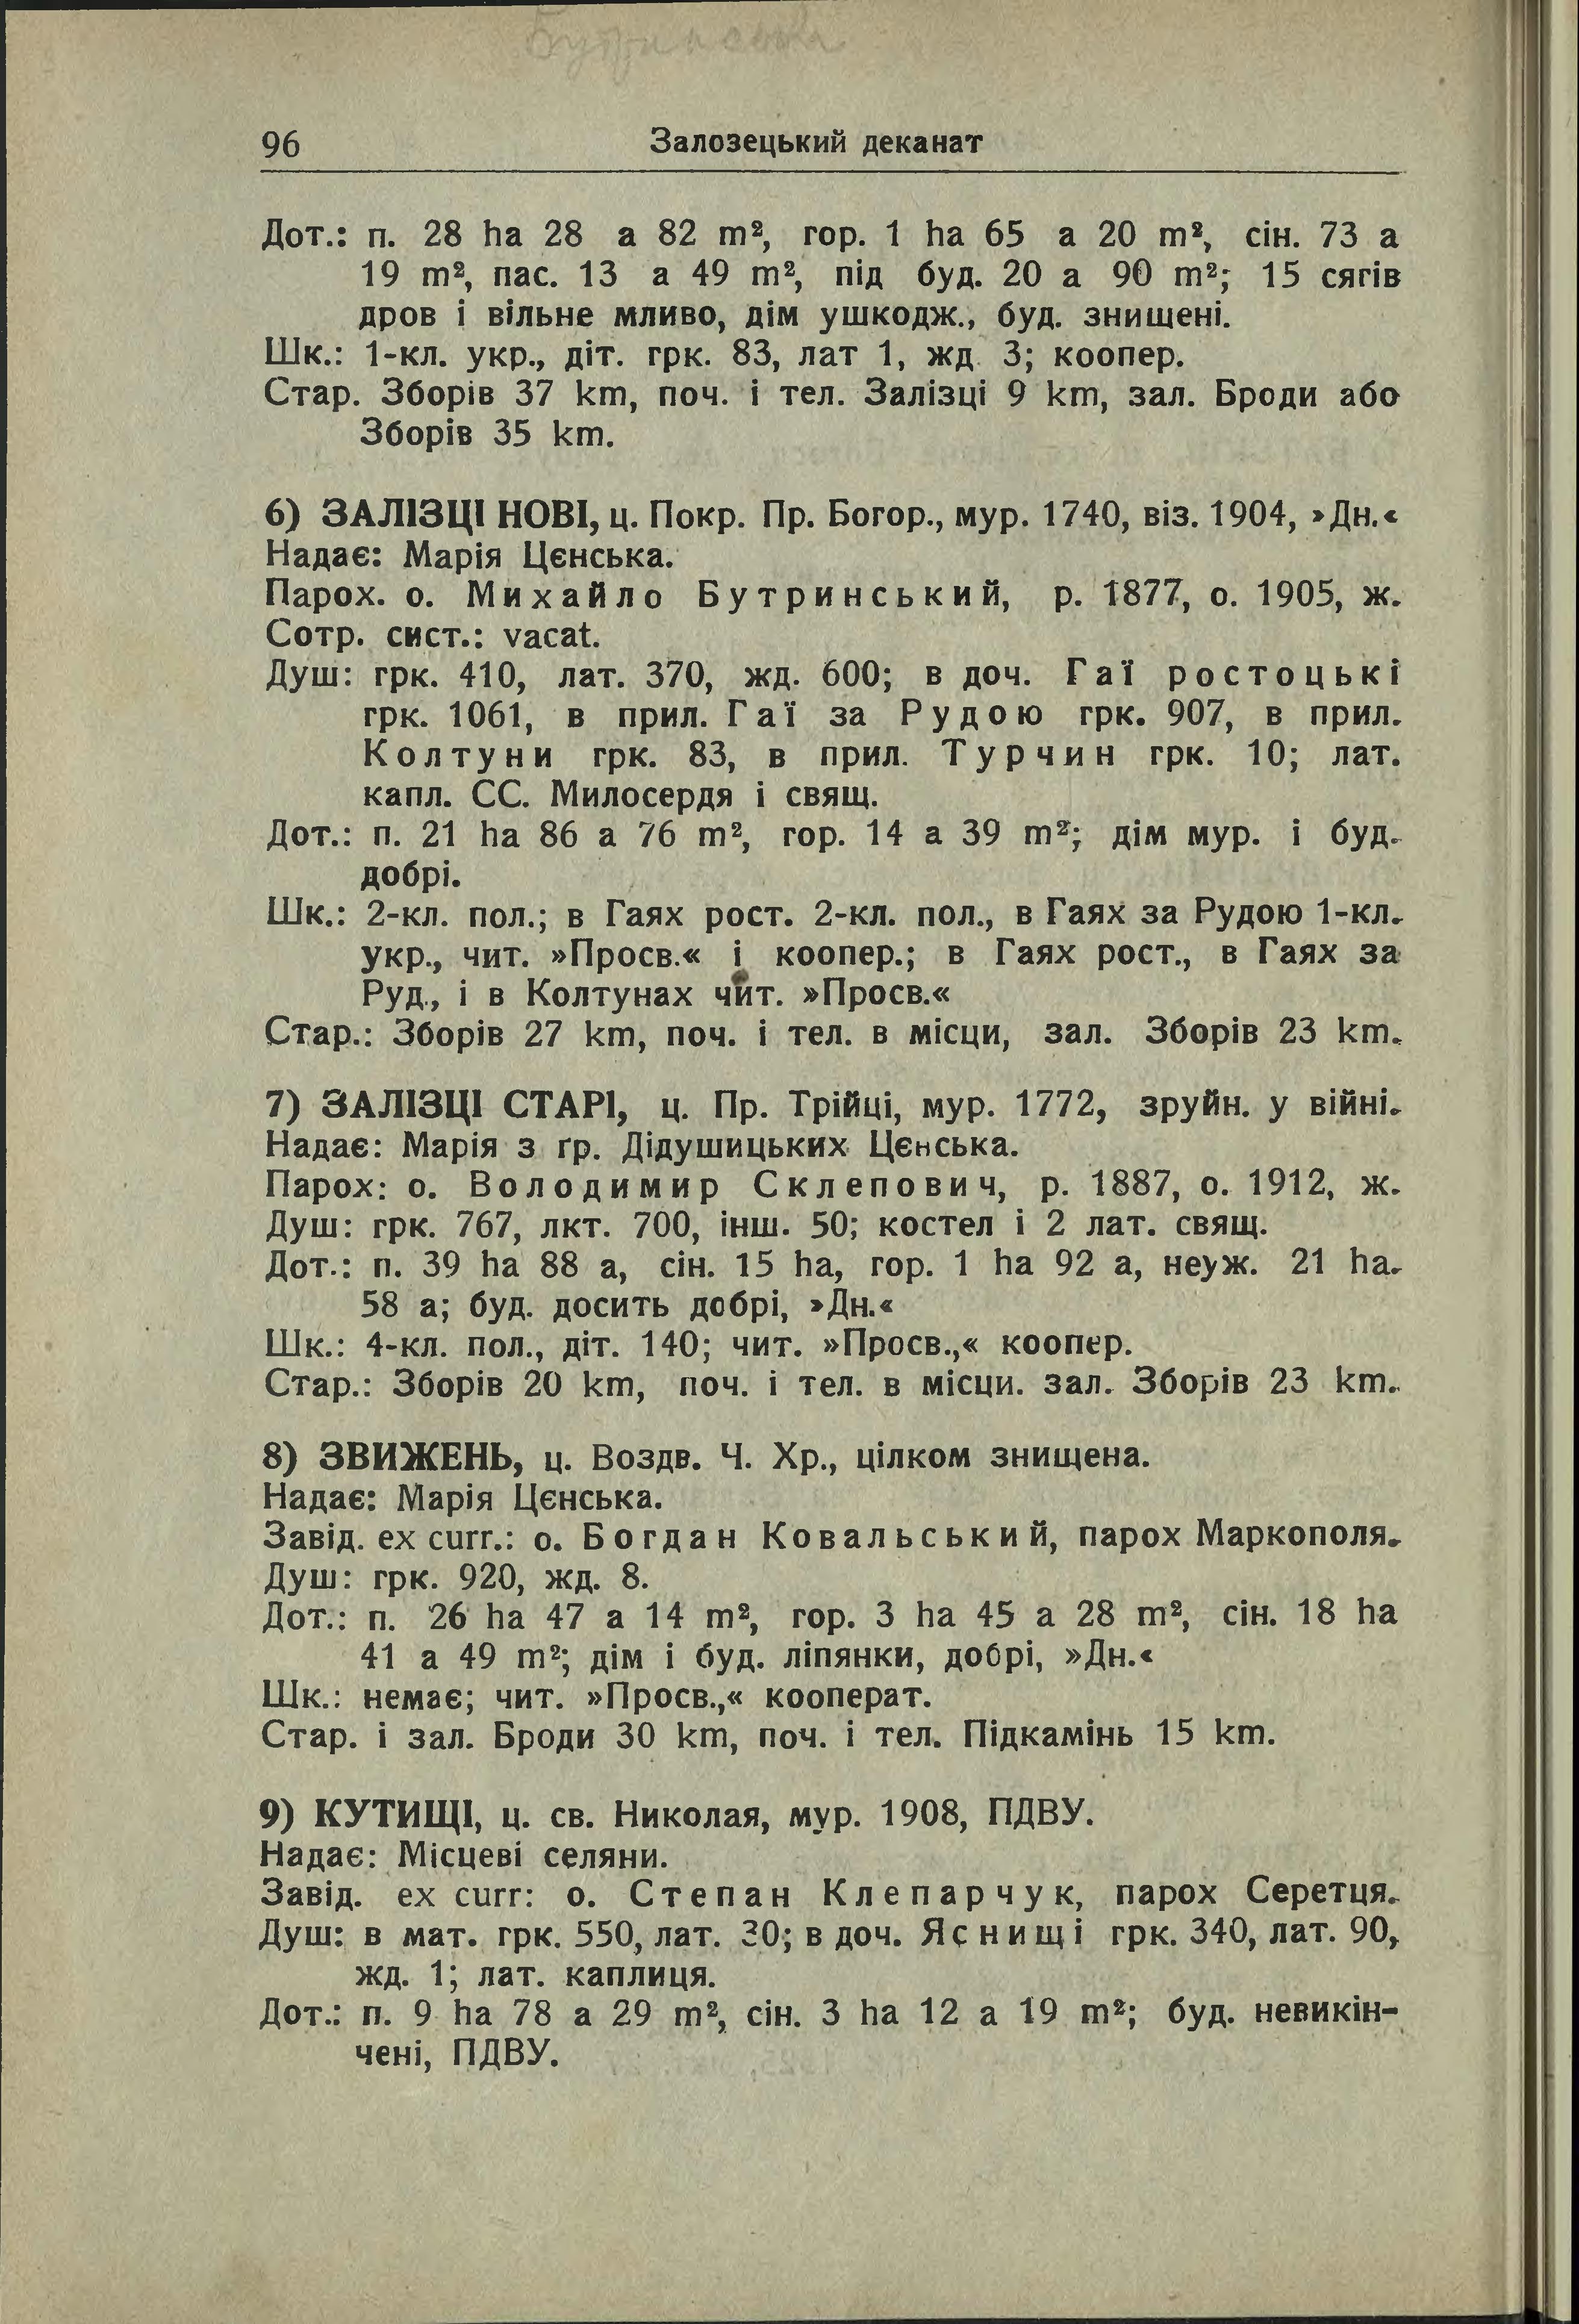 96 Залозецький деканат
Дот.: п. 28 ha 28 a 82 m², гор. 1 ha 65 a 20 m², сін. 73 a
19 m², пас. 13 a 49 m², під буд. 20 a 90 m²; 15 сягів
дров і вільне мливо, дім ушкодж., буд. знищені.
Шк.: 1-кл. укр., діт. грк. 83, лат 1, жд 3; коопер.
Стар. Зборів 37 km, поч. і тел. Залізці 9 km, зал. Броди або
Зборів 35 km.
6) ЗАЛІЗЦІ НОВІ, ц. Покр. Пр. Богор., мур. 1740, віз. 1904, »Дн.«
Надає: Марія Цєнська.
Парох. о. Михайло Бутринський, р. 1877, о. 1905, ж.
Сотр. сист.: vacat.
Душ: грк. 410, лат. 370, жд. 600; в доч. Гаї ростоцькі
грк. 1061, в прил. Гаї за Рудою грк. 907, в прил.
Колтуни грк. 83, в прил. Турчин грк. 10; лат.
капл. СС. Милосердя і свящ.
Дот.: п. 21 ha 86 a 76 m², гор. 14 a 39 m²; дім мур. і буд.
добрі.
Шк.: 2-кл. пол.; в Гаях рост. 2-кл. пол., в Гаях за Рудою 1-кл.
укр., чит. »Просв.« і коопер.; в Гаях рост., в Гаях за
Руд., і в Колтунах чит. »Просв.«
Стар.: Зборів 27 km, поч. і тел. в місци, зал. Зборів 23 km.
7) ЗАЛІЗЦІ СТАРІ, ц. Пр. Трійці, мур. 1772, зруйн. у війні.
Надає: Марія з ґр. Дідушицьких Цєнська.
Парох: о. Володимир Склепович, р. 1887, о. 1912, ж.
Душ: грк. 767, лкт. 700, інш. 50; костел і 2 лат. свящ.
Дот.: п. 39 ha 88 a, сін. 15 ha, гор. 1 ha 92 a, неуж. 21 ha.
58 a; буд. досить добрі, »Дн.«
Шк.: 4-кл. пол., діт. 140; чит. »Просв.,« коопер.
Стар.: Зборів 20 km, поч. і тел. в місци. зал. Зборів 23 km.
8) ЗВИЖЕНЬ, ц. Воздв. Ч. Хр., цілком знищена.
Надає: Марія Цєнська.
Завід. ex curr.: о. Богдан Ковальський, парох Маркополя.
Душ: грк. 920, жд. 8.
Дот.: п. 26 ha 47 a 14 m², гор. 3 ha 45 a 28 m², сін. 18 ha
41 a 49 m²; дім і буд. ліпянки, добрі, »Дн.«
Шк.: немає; чит. »Просв.,« кооперат.
Стар. і зал. Броди 30 km, поч. і тел. Підкамінь 15 km.
9) КУТИЩІ, ц. св. Николая, мур. 1908, ПДВУ.
Надає: Місцеві селяни.
Завід. ex curr: о. Степан Клепарчук, парох Серетця.
Душ: в мат. грк. 550, лат. 30; в доч. Яснищі грк. 340, лат. 90,
жд. 1; лат. каплиця.
Дот.: п. 9 ha 78 a 29 m², сін. 3 ha 12 a 19 m²; буд. невикін-
чені, ПДВУ.